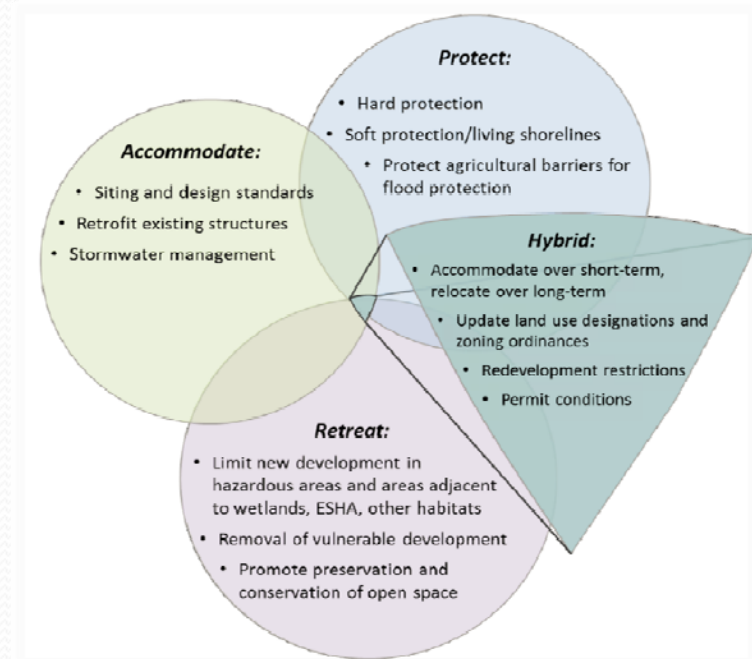 Protect:
• Hard protection
• Soft protection/living shorelines
• Protect agricultural barriers for
flood protection
Accommodate:
• Siting and design standards
• Retrofit existing structures
• Stormwater management
Hybrid:
• Accommodate over short-term,
relocate over long-term
• Update land use designations and
zoning ordinances
• Redevelopment restrictions
• Permit conditions
Retreat:
• Limit new development in
hazardous areas and areas adjacent
to wetlands, ESHA, other habitats
• Removal of vulnerable development
• Promote preservation and
conservation of open space